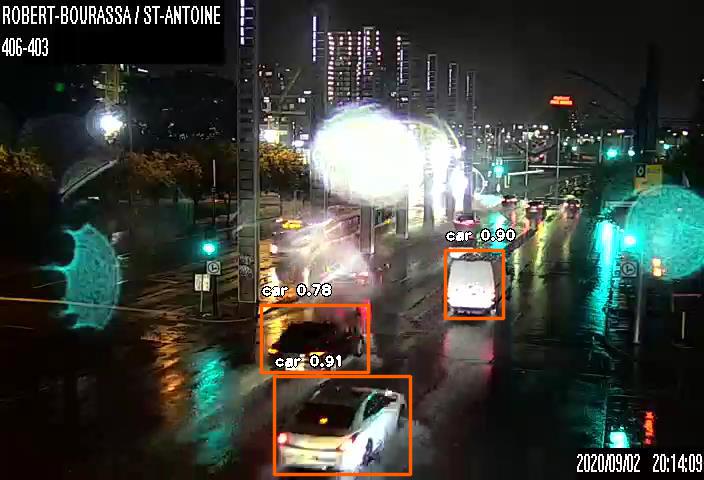 ROBERT-BOURASSA / ST-ANTOINE
406-403
car 0.90
car 0.78
car 0.91
2020/09/02 20:14:09